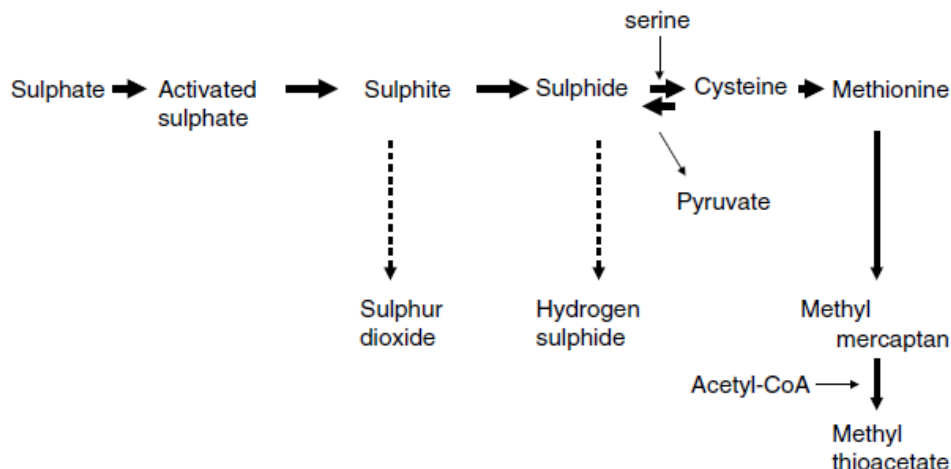 serine
Sulphate
Activated
sulphate
Sulphite
Sulphide
Cysteine
Methionine
Pyruvate
Sulphur
dioxide
Hydrogen
sulphide
Methyl
mercaptan
Acetyl-CoA
Methyl
thioacetate